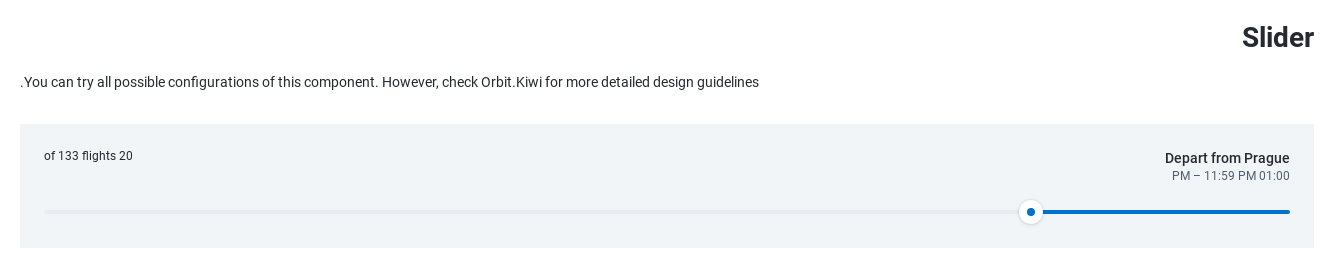 Slider
.You can try all possible configurations of this component. However, check Orbit.Kiwi for more detailed design guidelines
Depart from Prague
of 133 flights 20
PM – 11:59 PM 01:00